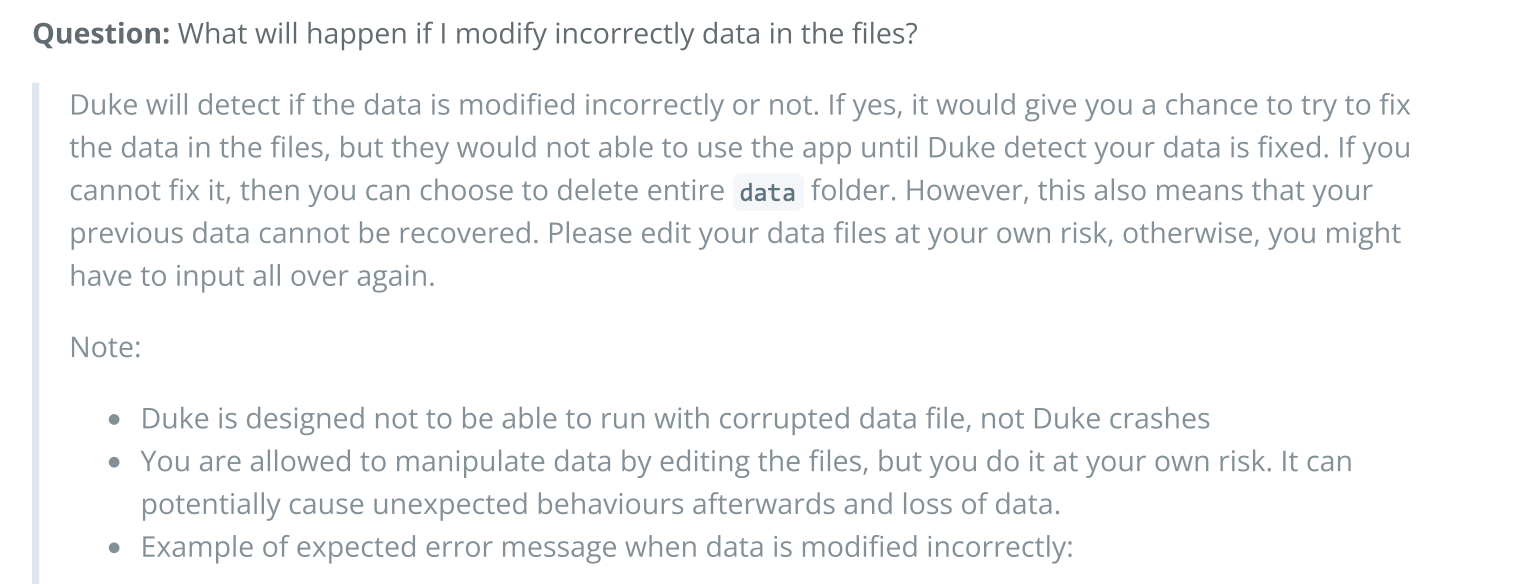 Question: What will happen if I modify incorrectly data in the files?
Duke will detect if the data is modified incorrectly or not. If yes, it would give you a chance to try to fix
the data in the files, but they would not able to use the app until Duke detect your data is fixed. If you
cannot fix it, then you can choose to delete entire data folder. However, this also means that your
previous data cannot be recovered. Please edit your data files at your own risk, otherwise, you might
have to input all over again.
Note:
• Duke is designed not to be able to run with corrupted data file, not Duke crashes
• You are allowed to manipulate data by editing the files, but you do it at your own risk. It can
potentially cause unexpected behaviours afterwards and loss of data.
• Example of expected error message when data is modified incorrectly: